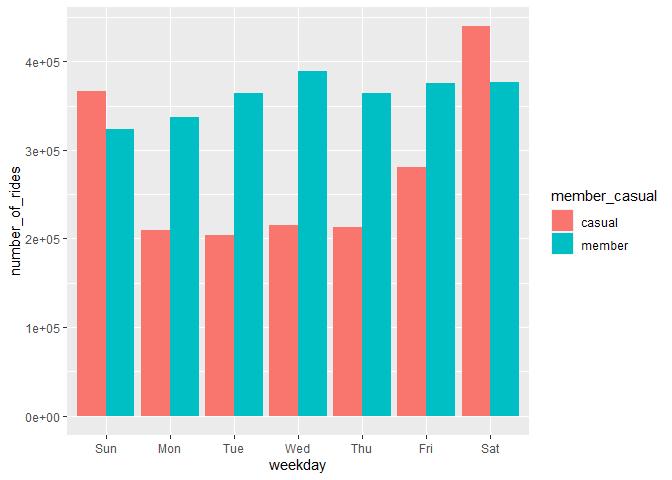 number_of_rides
4e+05
3e+05
2e+05
1e+05
0e+00
Sun Mon Tue Wed Thu Fri Sat
weekday
member_casual
casual
member